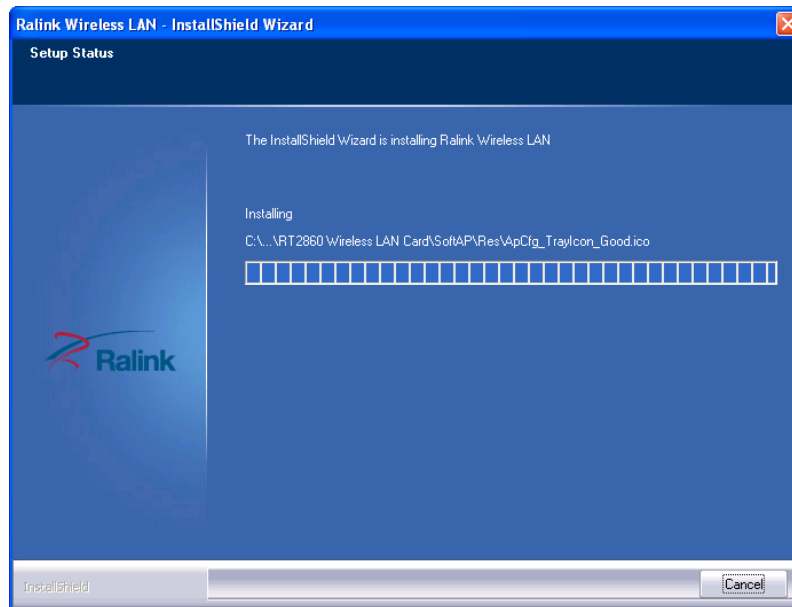 Ralink Wireless LAN - InstallShield Wizard
Setup Status
The InstallShield Wizard is installing Ralink Wireless LAN
Installing
C:\...\RT2860 Wireless LAN Card\SoftAP\Res\ApCfg_TrayIcon_Good.ico
Ralink
InstallShield
Cancel